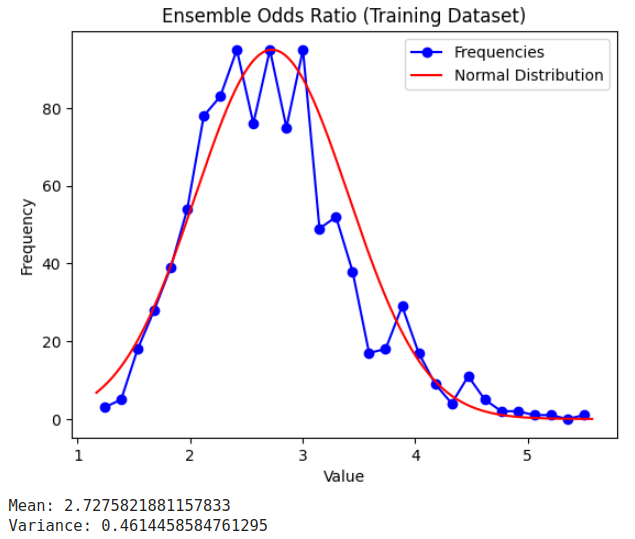 Ensemble Odds Ratio (Training Dataset)
Frequencies
Normal Distribution
80
60
40
20
0
Frequency
1 2 3 4 5
Value
Mean: 2.7275821881157833
Variance: 0.4614458584761295